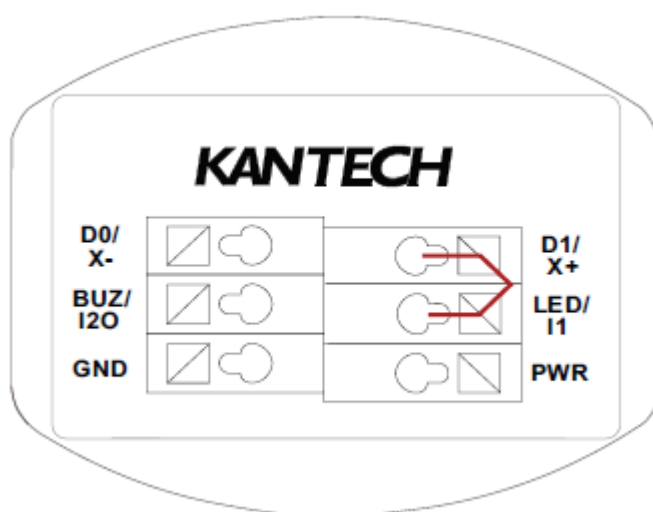 KANTECH
D0/
X-
D1/
X+
BUZ/
I2O
LED/
I1
GND
PWR